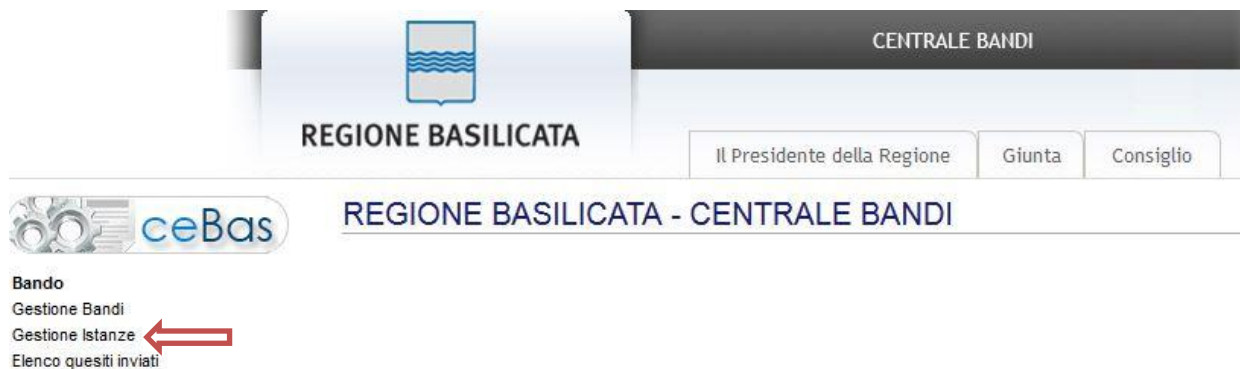 CENTRALE BANDI
REGIONE BASILICATA
Il Presidente della Regione
Giunta
Consiglio
ceBas
REGIONE BASILICATA - CENTRALE BANDI
Bando
Gestione Bandi
Gestione Istanze
Elenco quesiti inviati